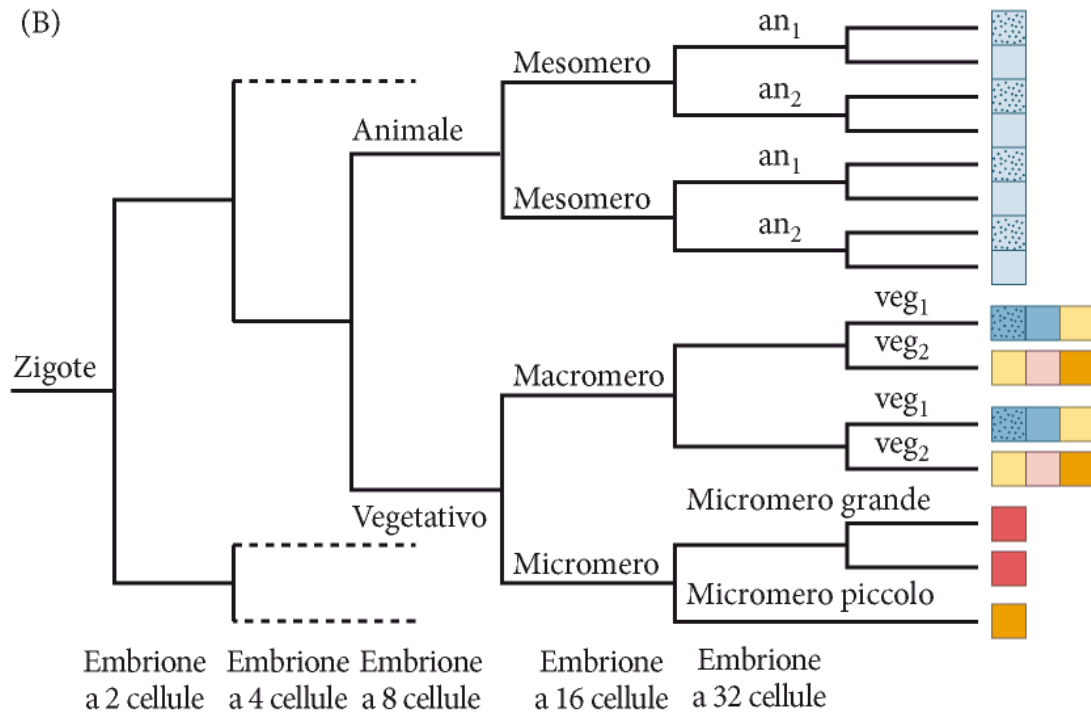 (B)
an₁
Mesomero
an₂
Animale
an₁
Mesomero
an₂
veg₁
Zigote
veg₂
Macromero
veg₁
veg₂
Micromero grande
Vegetativo
Micromero
Micromero piccolo
Embrione
a 2 cellule
Embrione
a 4 cellule
Embrione
a 8 cellule
Embrione
a 16 cellule
Embrione
a 32 cellule